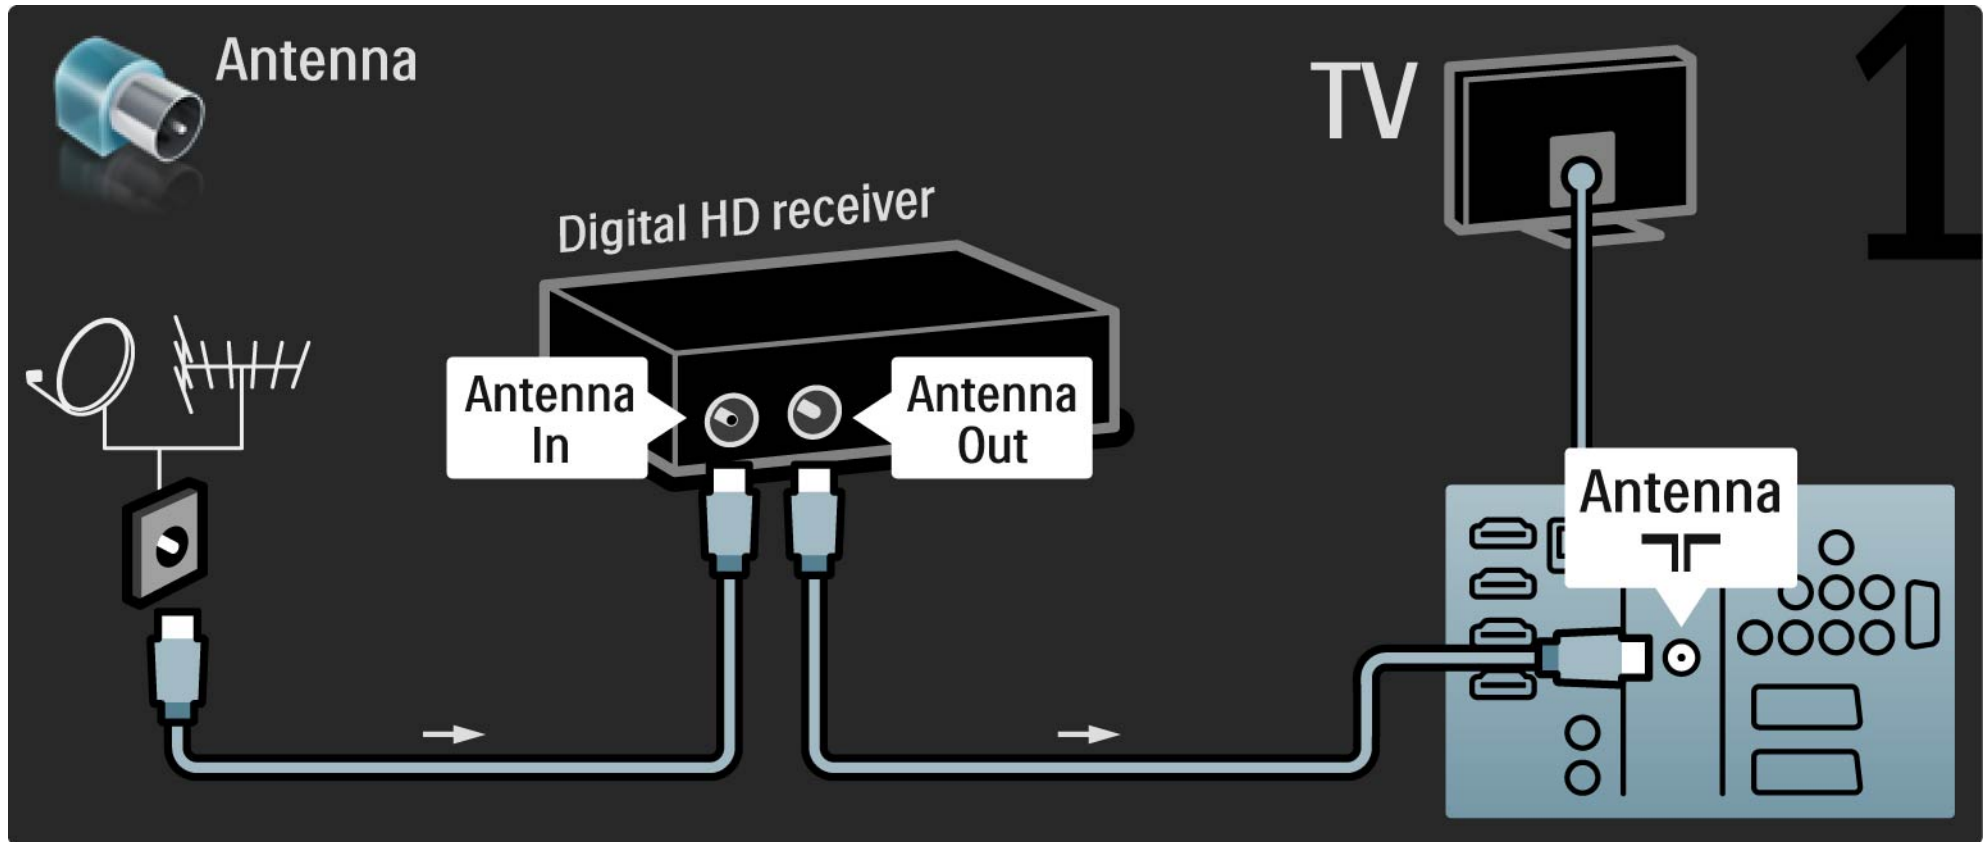 Antenna
TV
1
Digital HD receiver
Antenna
In
Antenna
Out
Antenna